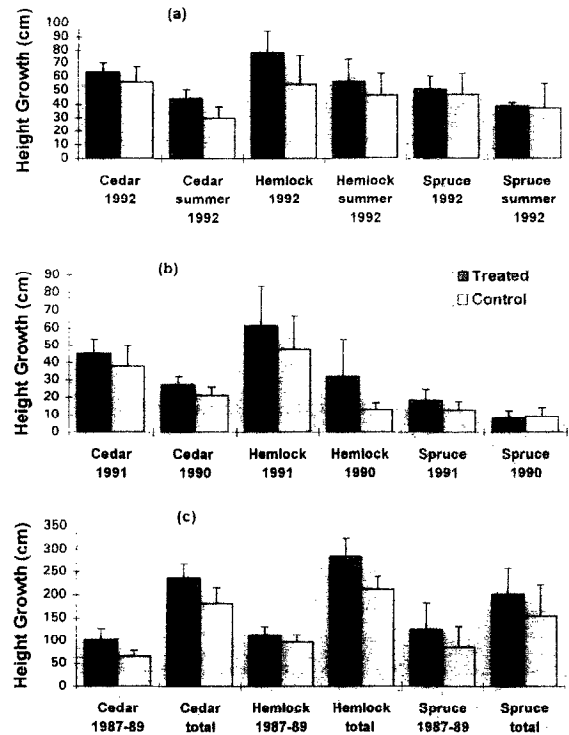 (a)
Height Growth (cm)
100
90
80
70
60
50
40
30
20
10
0
Cedar Cedar Hemlock Hemlock Spruce Spruce
1992 summer 1992 summer 1992 summer
1992 1992 1992
(b)
Height Growth (cm)
90
80
70
60
50
40
30
20
10
0
Treated
Control
Cedar Cedar Hemlock Hemlock Spruce Spruce
1991 1990 1991 1990 1991 1990
(c)
Height Growth (cm)
350
300
250
200
150
100
50
0
Cedar Cedar Hemlock Hemlock Spruce Spruce
1987-89 total 1987-89 total 1987-89 total